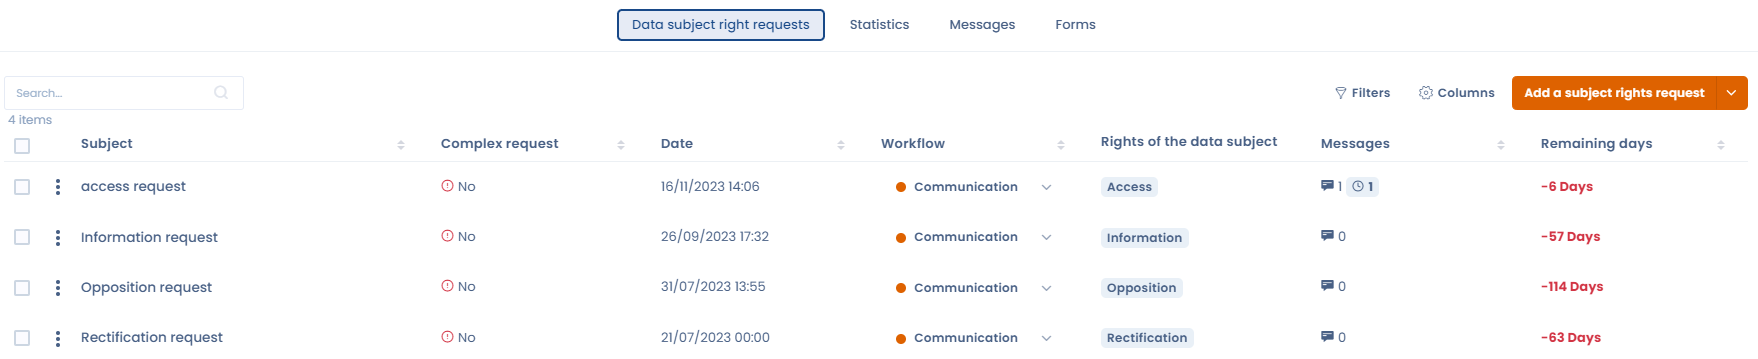 Data subject right requests Statistics Messages Forms
Search... Filters Columns Add a subject rights request
4 items
Subject Complex request Date Workflow Rights of the data subject Messages Remaining days
access request No 16/11/2023 14:06 Communication Access 1 1 -6 Days
Information request No 26/09/2023 17:32 Communication Information 0 -57 Days
Opposition request No 31/07/2023 13:55 Communication Opposition 0 -114 Days
Rectification request No 21/07/2023 00:00 Communication Rectification 0 -63 Days